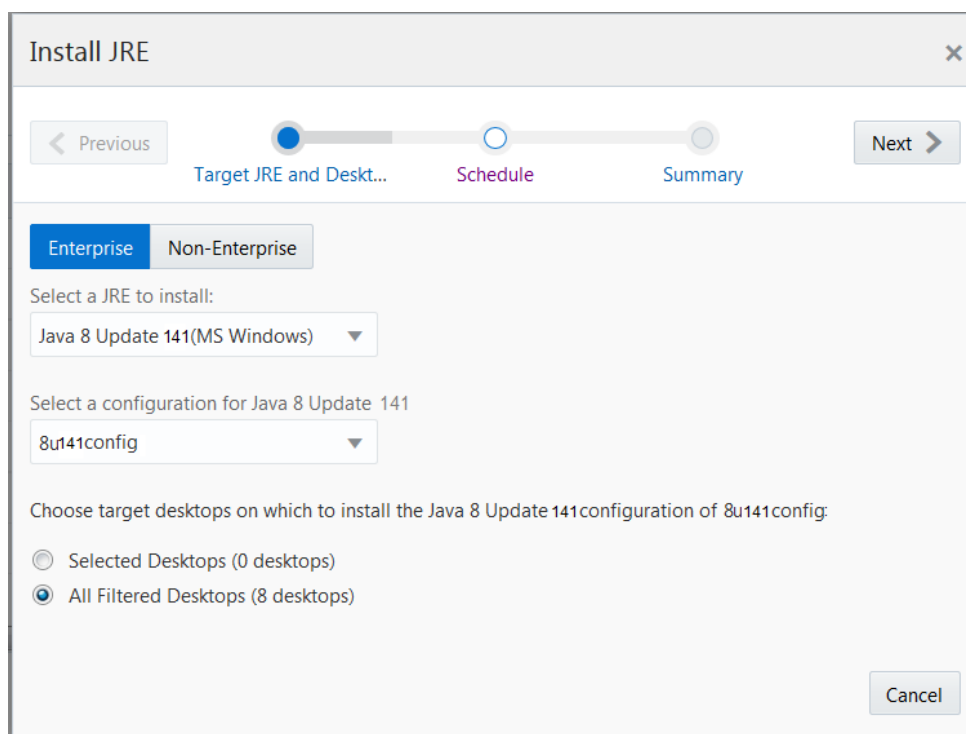 Install JRE
Previous
Target JRE and Deskt...
Schedule
Summary
Next
Enterprise
Non-Enterprise
Select a JRE to install:
Java 8 Update 141(MS Windows)
Select a configuration for Java 8 Update 141
8u141config
Choose target desktops on which to install the Java 8 Update 141configuration of 8u141config:
Selected Desktops (0 desktops)
All Filtered Desktops (8 desktops)
Cancel